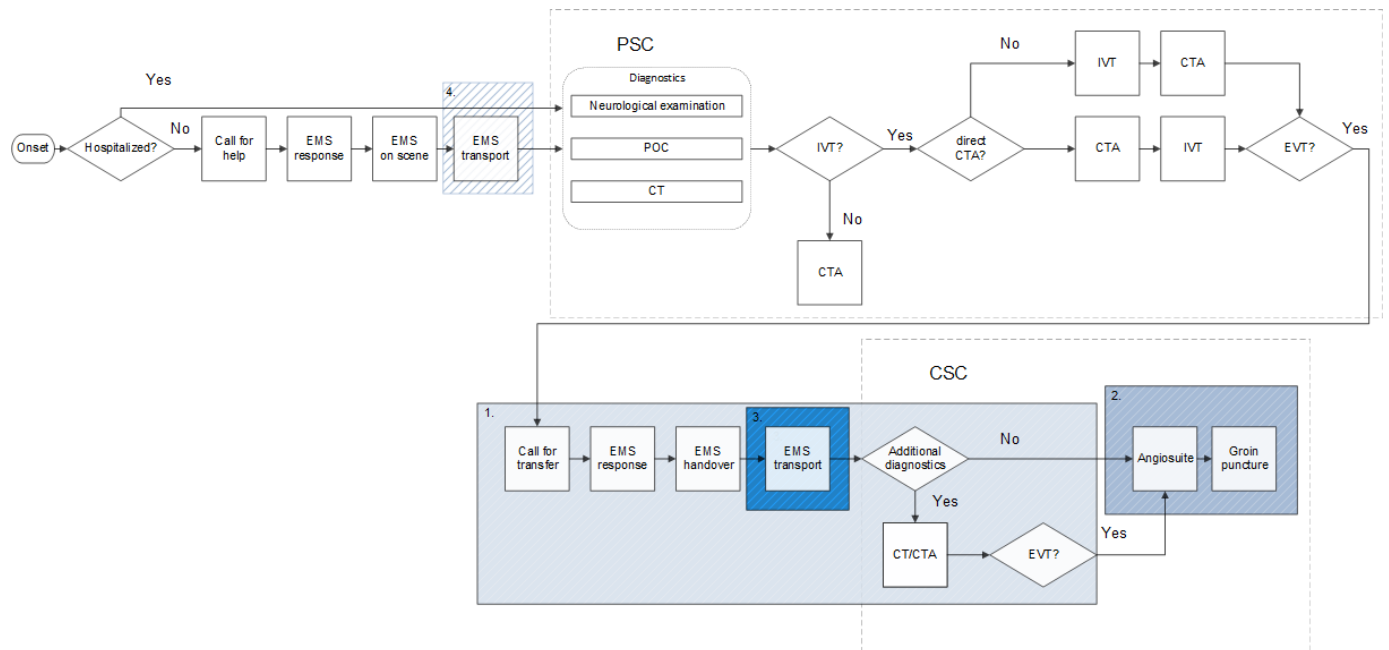 PSC
Diagnostics
Neurological examination
POC
CT
Yes
4.
Onset
Hospitalized?
No
Call for
help
EMS
response
EMS
on scene
EMS
transport
IVT?
Yes
No
CTA
direct
CTA?
No
IVT
CTA
CTA
IVT
EVT?
Yes
CSC
1.
Call for
transfer
EMS
response
EMS
handover
3.
EMS
transport
Additional
diagnostics
No
Yes
CT/CTA
EVT?
Yes
2.
Angiosuite
Groin
puncture